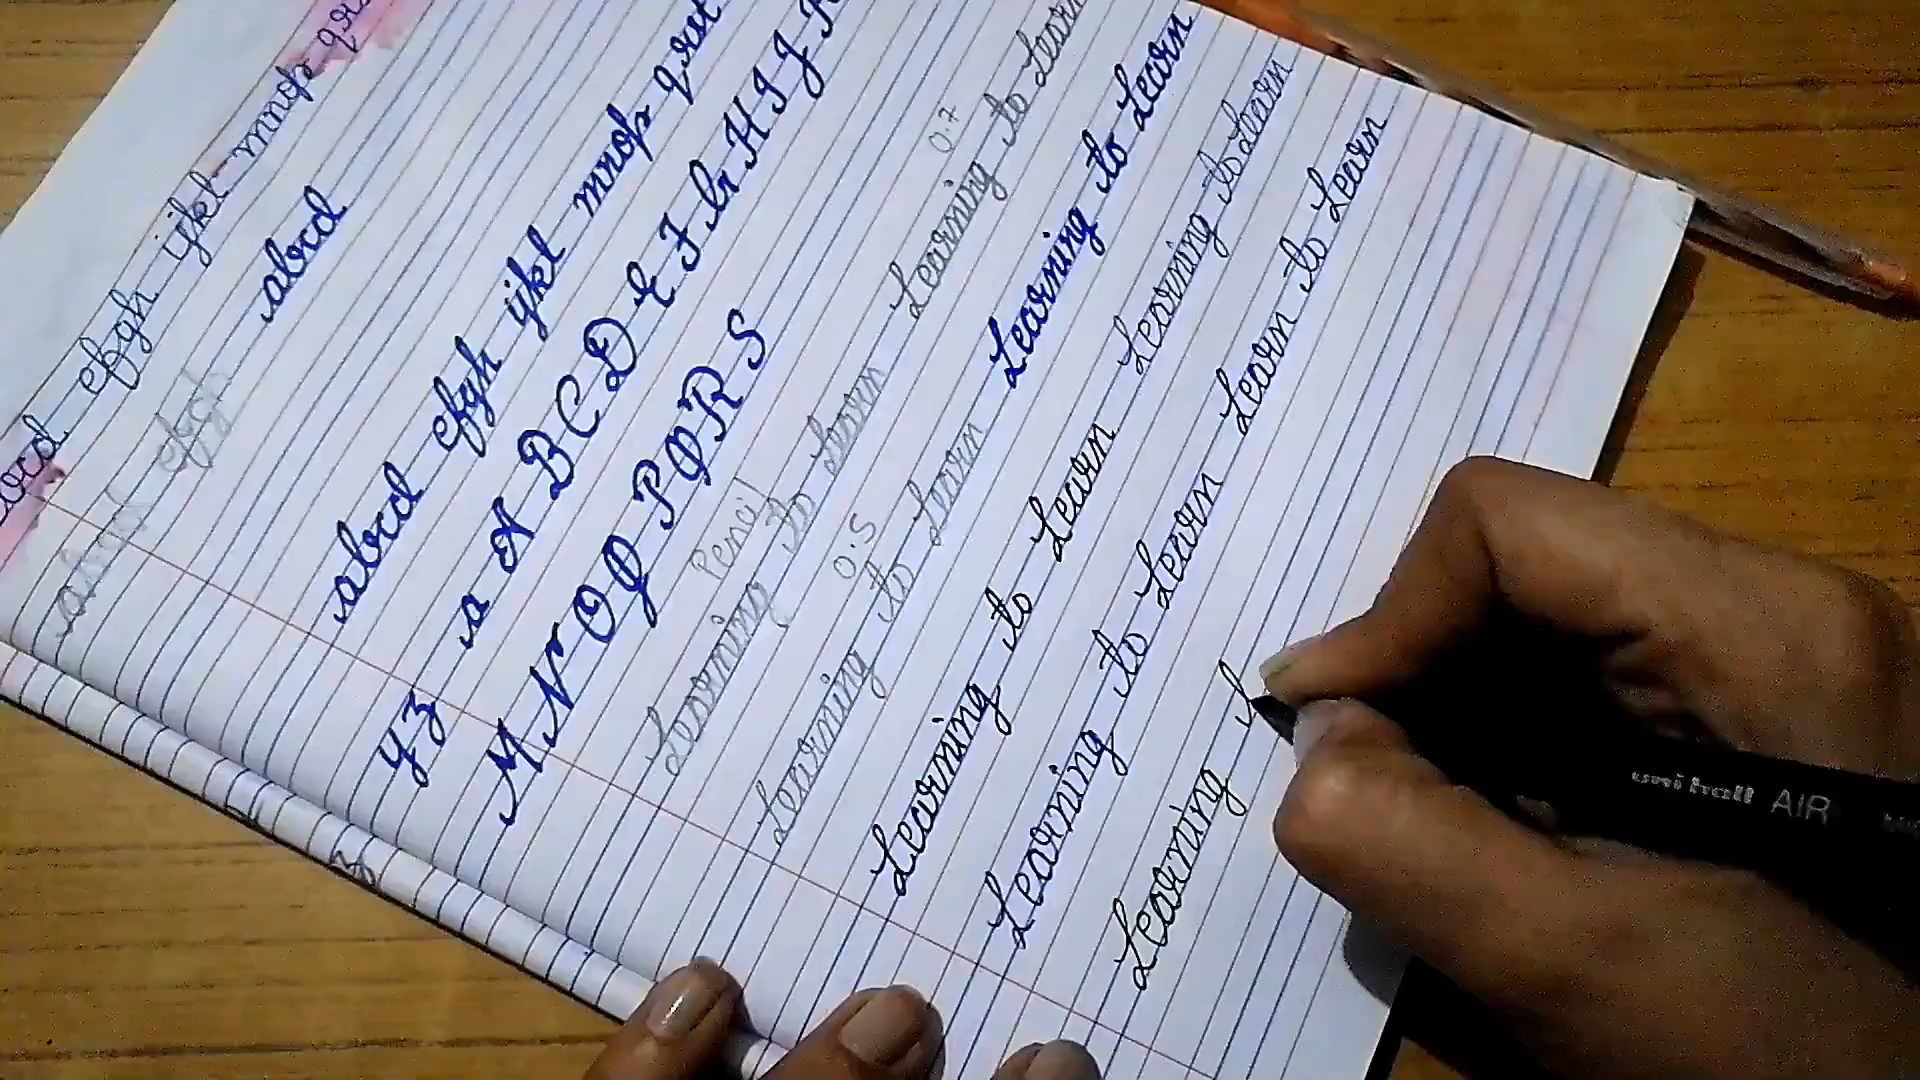 abcd efgh ijkl mnop qrs
abcd efgh abcd
abcd efgh ijkl mnop qrst
yz a A B C D E F G H I J K
M N O Q P Q R S
Pencil 0.7
Learning to Learn Learning to Learn
0.5
Learning to Learn Learning to Learn
Learning to Learn Learning to Learn
Learning to Learn Learn to Learn
Learning
uni ball AIR